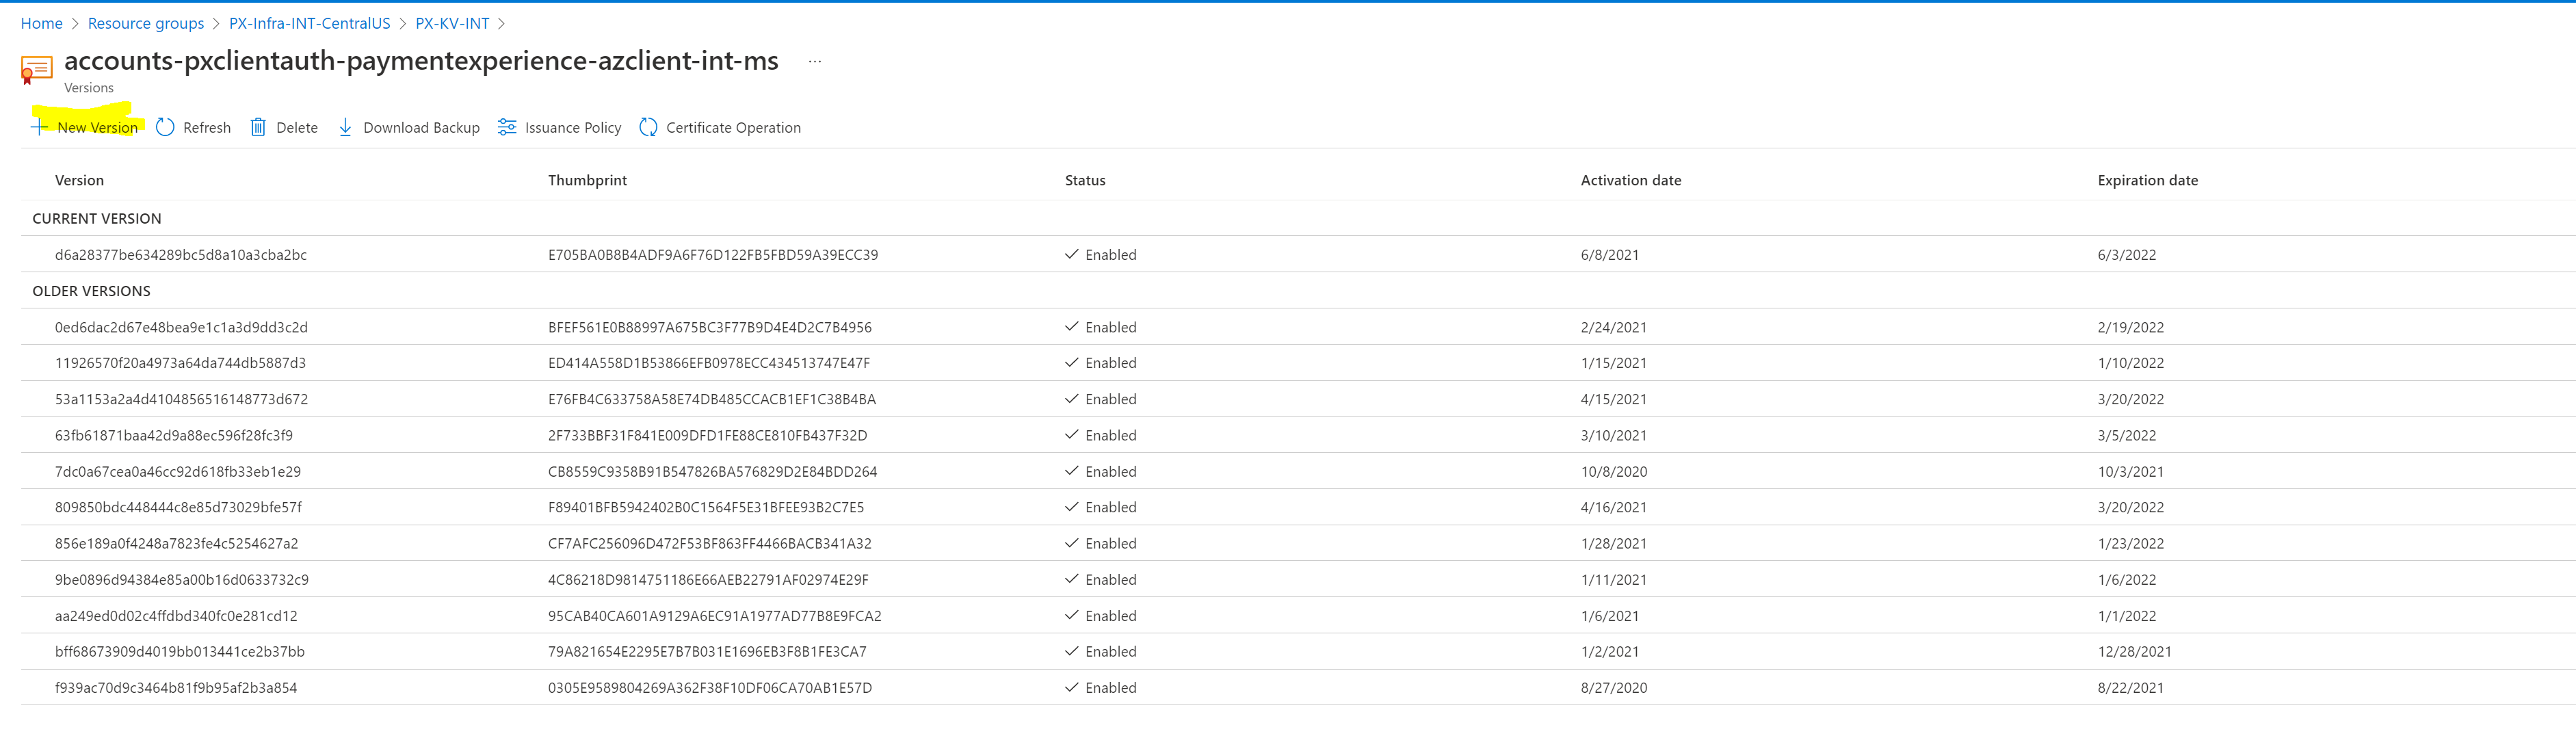 Home > Resource groups > PX-Infra-INT-CentralUS > PX-KV-INT >
accounts-pxclientauth-paymentexperience-azclient-int-ms ...
Versions
New Version Refresh Delete Download Backup Issuance Policy Certificate Operation
Version Thumbprint Status Activation date Expiration date
CURRENT VERSION
d6a28377be634289bc5d8a10a3cba2bc E705BA0B8B4ADF9A6F76D122FB5FBD59A39ECC39 Enabled 6/8/2021 6/3/2022
OLDER VERSIONS
0ed6dac2d67e48bea9e1c1a3d9dd3c2d BFEF561E0B88997A675BC3F77B9D4E4D2C7B4956 Enabled 2/24/2021 2/19/2022
11926570f20a4973a64da744db5887d3 ED414A558D1B53866EFB0978ECC434513747E47F Enabled 1/15/2021 1/10/2022
53a1153a2a4d4104856516148773d672 E76FB4C633758A58E74DB485CCACB1EF1C38B4BA Enabled 4/15/2021 3/20/2022
63fb61871baa42d9a88ec596f28fc3f9 2F733BBF31F841E009DFD1FE88CE810FB437F32D Enabled 3/10/2021 3/5/2022
7dc0a67cea0a46cc92d618fb33eb1e29 CB8559C9358B91B547826BA576829D2E84BDD264 Enabled 10/8/2020 10/3/2021
809850bdc448444c8e85d73029bfe57f F89401BFB5942402B0C1564F5E31BFEE93B2C7E5 Enabled 4/16/2021 3/20/2022
856e189a0f4248a7823fe4c5254627a2 CF7AFC256096D472F53BF863FF4466BACB341A32 Enabled 1/28/2021 1/23/2022
9be0896d94384e85a00b16d0633732c9 4C86218D9814751186E66AEB22791AF02974E29F Enabled 1/11/2021 1/6/2022
aa249ed0d02c4ffdbd340fc0e281cd12 95CAB40CA601A9129A6EC91A1977AD77B8E9FCA2 Enabled 1/6/2021 1/1/2022
bff68673909d4019bb013441ce2b37bb 79A821654E2295E7B7B031E1696EB3F8B1FE3CA7 Enabled 1/2/2021 12/28/2021
f939ac70d9c3464b81f9b95af2b3a854 0305E9589804269A362F38F10DF06CA70AB1E57D Enabled 8/27/2020 8/22/2021